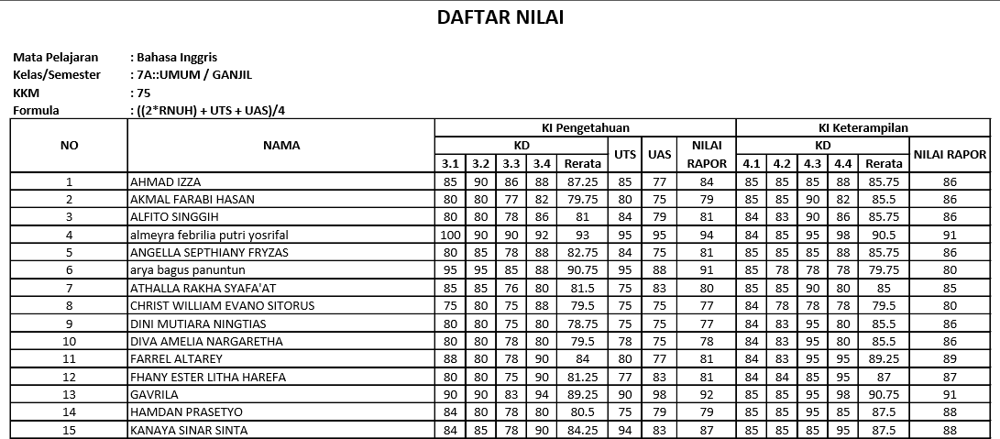 DAFTAR NILAI
Mata Pelajaran : Bahasa Inggris
Kelas/Semester : 7A::UMUM / GANJIL
KKM : 75
Formula : ((2*RNUH) + UTS + UAS)/4
NO NAMA KI Pengetahuan KI Keterampilan
KD UTS UAS NILAI RAPOR KD NILAI RAPOR
3.1 3.2 3.3 3.4 Rerata 4.1 4.2 4.3 4.4 Rerata
1 AHMAD IZZA 85 90 86 88 87.25 85 77 84 85 85 85 88 85.75 86
2 AKMAL FARABI HASAN 80 80 77 82 79.75 80 75 79 85 85 90 82 85.5 86
3 ALFITO SINGGIH 80 80 78 86 81 84 79 81 84 83 90 86 85.75 86
4 almeyra febrilia putri yosrifal 100 90 90 92 93 95 95 94 84 85 95 98 90.5 91
5 ANGELLA SEPTHIANY FRYZAS 80 85 78 88 82.75 84 75 81 85 85 85 88 85.75 86
6 arya bagus panuntun 95 95 85 88 90.75 95 88 91 85 78 78 78 79.75 80
7 ATHALLA RAKHA SYAFA'AT 85 85 76 80 81.5 75 83 80 85 85 90 80 85 85
8 CHRIST WILLIAM EVANO SITORUS 75 80 75 88 79.5 75 75 77 84 78 78 78 79.5 80
9 DINI MUTIARA NINGTIAS 80 80 75 80 78.75 75 75 77 84 83 95 80 85.5 86
10 DIVA AMELIA NARGARETHA 80 80 78 80 79.5 78 75 78 84 83 95 80 85.5 86
11 FARREL ALTAREY 88 80 78 90 84 80 77 81 84 83 95 95 89.25 89
12 FHANY ESTER LITHA HAREFA 80 80 75 90 81.25 77 83 81 84 84 85 95 87 87
13 GAVRILA 90 90 83 94 89.25 90 98 92 85 85 95 98 90.75 91
14 HAMDAN PRASETYO 84 80 78 80 80.5 75 79 79 85 85 95 85 87.5 88
15 KANAYA SINAR SINTA 84 85 78 90 84.25 94 83 87 85 85 85 95 87.5 88